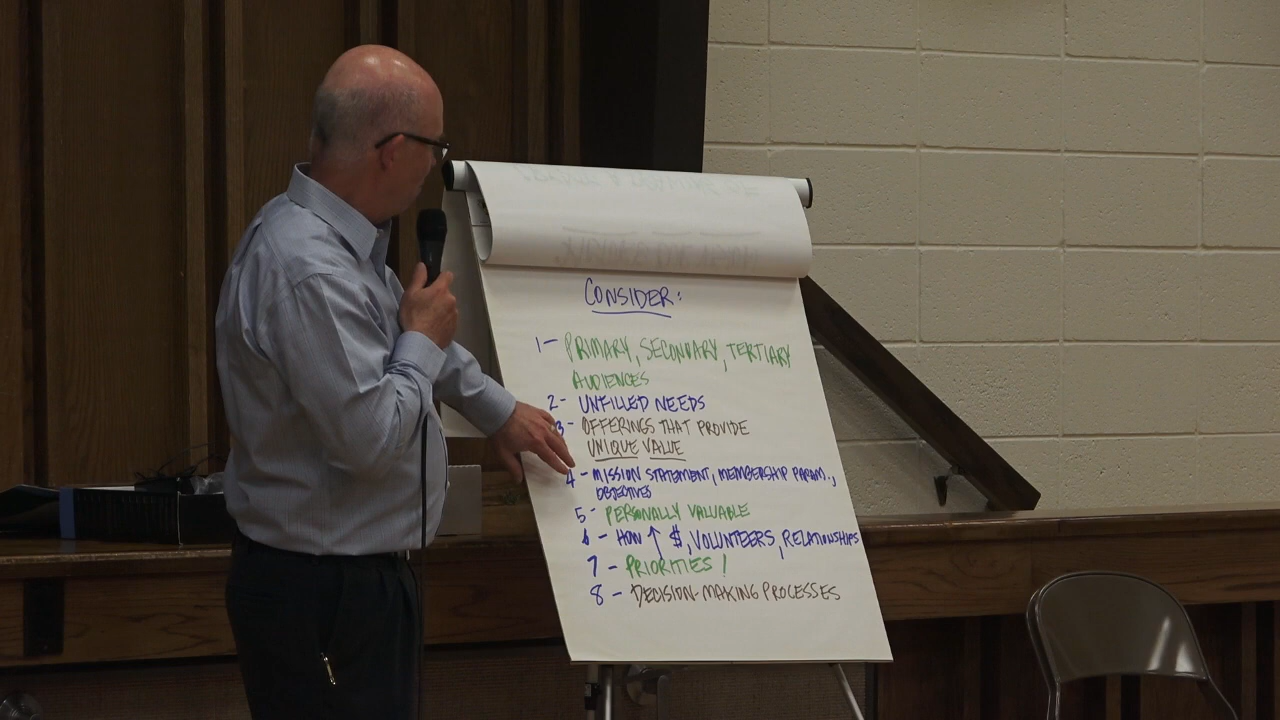 CONSIDER:
1- PRIMARY, SECONDARY, TERTIARY
AUDIENCES
2- UNFILLED NEEDS
3- OFFERINGS THAT PROVIDE
UNIQUE VALUE
4- MISSION STATEMENT, MEMBERSHIP PARAM.,
OBJECTIVES
5- PERSONALLY VALUABLE
6- HOW ↑ $, VOLUNTEERS, RELATIONSHIPS
7- PRIORITIES!
8- DECISION-MAKING PROCESSES